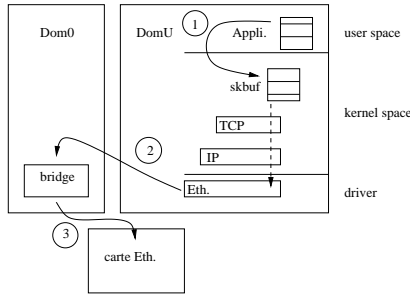 Dom0
DomU
1
Appli.
user space
skbuf
kernel space
TCP
2
IP
bridge
Eth.
driver
3
carte Eth.